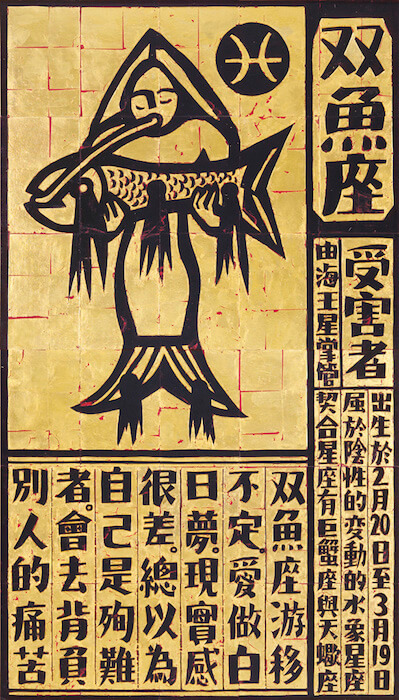 双魚座
受害者
由海王星掌管
出生於2月20日至3月19日
属於陰性的変動的水象星座
契合星座有巨蟹座與天蠍座
双魚座游移
不定。愛做白
日夢。現實感
很差。總以為
自己是殉難
者。會去背負
別人的痛苦